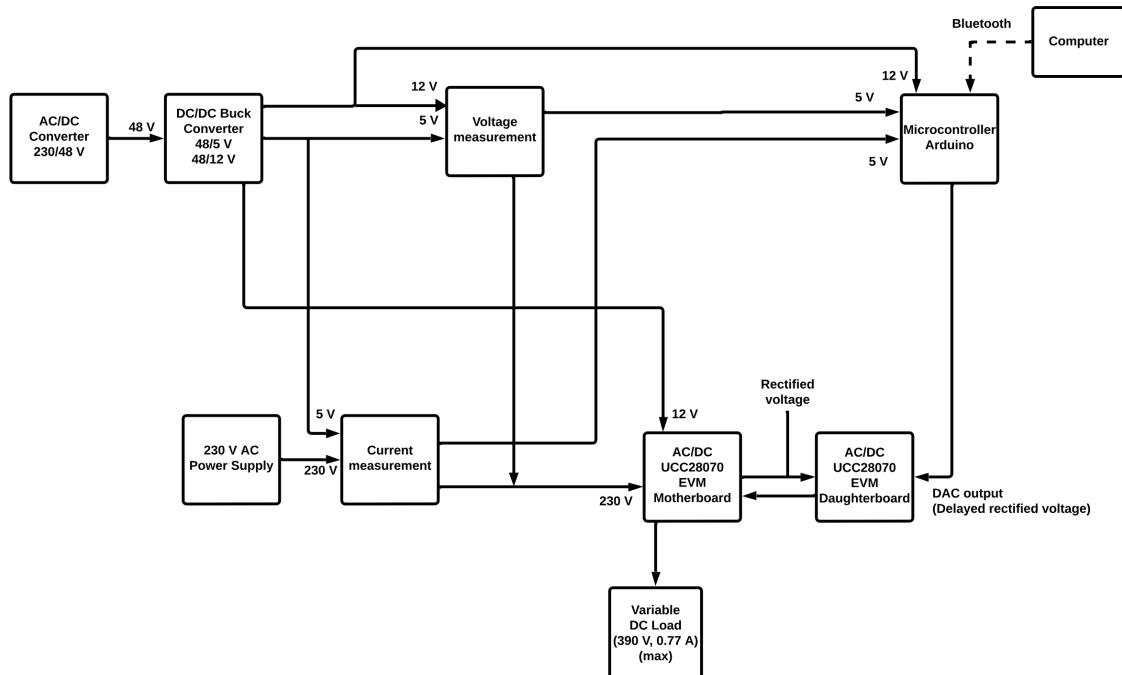 Bluetooth
Computer
12 V
12 V
AC/DC
Converter
230/48 V
48 V
DC/DC Buck
Converter
48/5 V
48/12 V
5 V
Voltage
measurement
5 V
Microcontroller
Arduino
5 V
Rectified
voltage
5 V
12 V
230 V AC
Power Supply
230 V
Current
measurement
230 V
AC/DC
UCC28070
EVM
Motherboard
AC/DC
UCC28070
EVM
Daughterboard
DAC output
(Delayed rectified voltage)
Variable
DC Load
(390 V, 0.77 A)
(max)